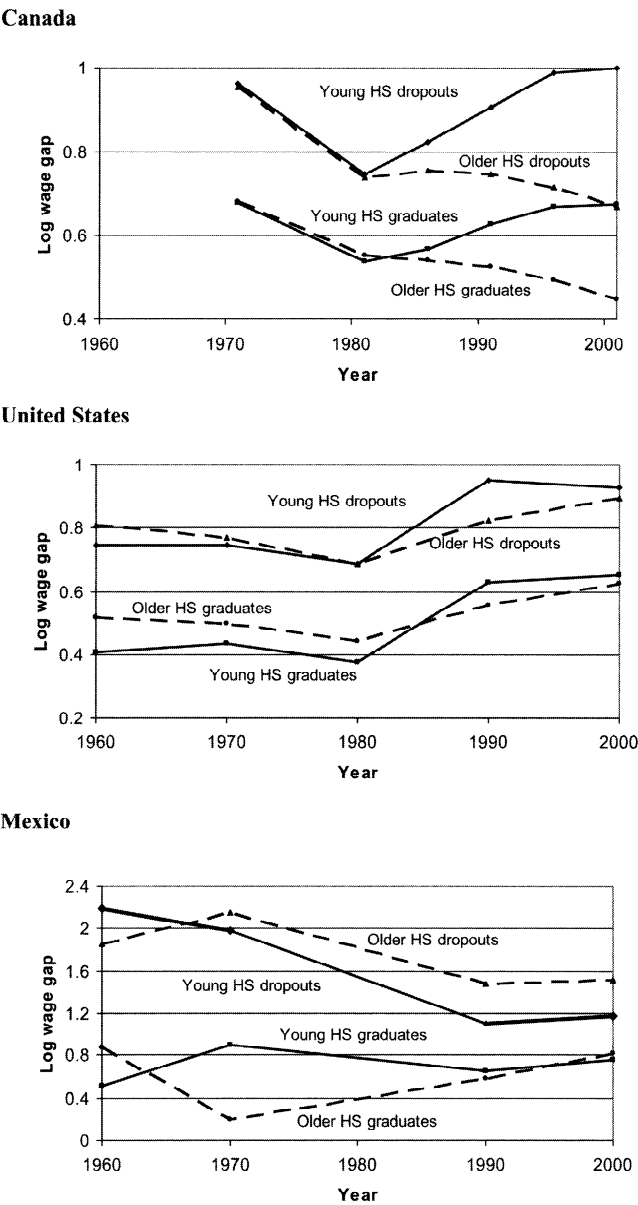 Canada
1
Young HS dropouts
0.8
Older HS dropouts
Log wage gap
Young HS graduates
0.6
Older HS graduates
0.4
1960 1970 1980 1990 2000
Year
United States
1
Young HS dropouts
0.8
Older HS dropouts
Log wage gap
0.6
Older HS graduates
0.4
Young HS graduates
0.2
1960 1970 1980 1990 2000
Year
Mexico
2.4
Older HS dropouts
2
1.6
Young HS dropouts
Log wage gap
1.2
Young HS graduates
0.8
0.4
Older HS graduates
0
1960 1970 1980 1990 2000
Year